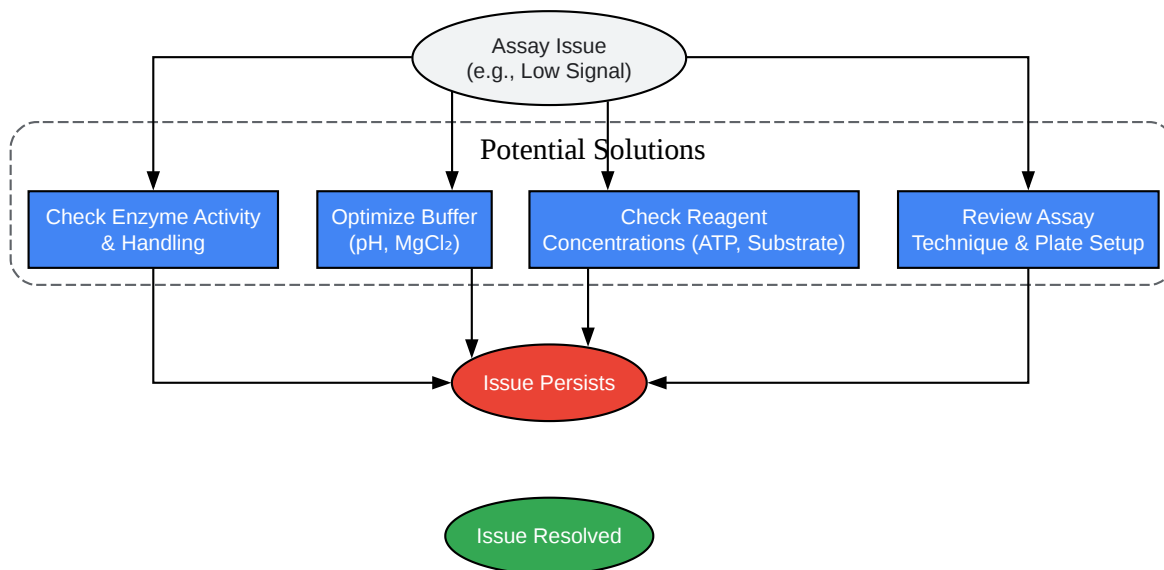 Assay Issue
(e.g., Low Signal)
Potential Solutions
Check Enzyme Activity
& Handling
Optimize Buffer
(pH, MgCl₂)
Check Reagent
Concentrations (ATP, Substrate)
Review Assay
Technique & Plate Setup
Issue Persists
Issue Resolved